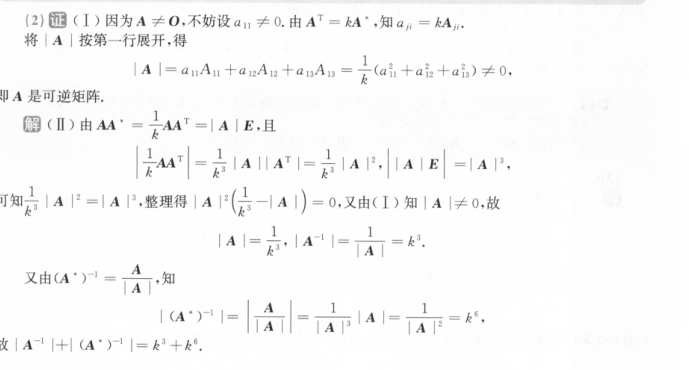 (2) 证 (Ⅰ) 因为 A ≠ O,不妨设 a₁₁ ≠ 0. 由 Aᵀ = kA*,知 aⱼᵢ = kAⱼᵢ.
将 | A | 按第一行展开,得
| A | = a₁₁A₁₁ + a₁₂A₁₂ + a₁₃A₁₃ = 1/k (a²₁₁ + a²₁₂ + a²₁₃) ≠ 0,
即 A 是可逆矩阵.
解 (Ⅱ) 由 AA* = 1/k AAᵀ = | A | E,且
| 1/k AAᵀ | = 1/k³ | A || Aᵀ | = 1/k³ | A |², || A | E | = | A |³,
可知 1/k³ | A |² = | A |³,整理得 | A |² (1/k³ − | A |) = 0,又由(Ⅰ)知 | A | ≠ 0,故
| A | = 1/k³, | A⁻¹ | = 1/| A | = k³.
又由(A*)⁻¹ = A/| A |,知
| (A*)⁻¹ | = | A/| A | | = 1/| A |³ | A | = 1/| A |² = k⁶,
故 | A⁻¹ | + | (A*)⁻¹ | = k³ + k⁶.